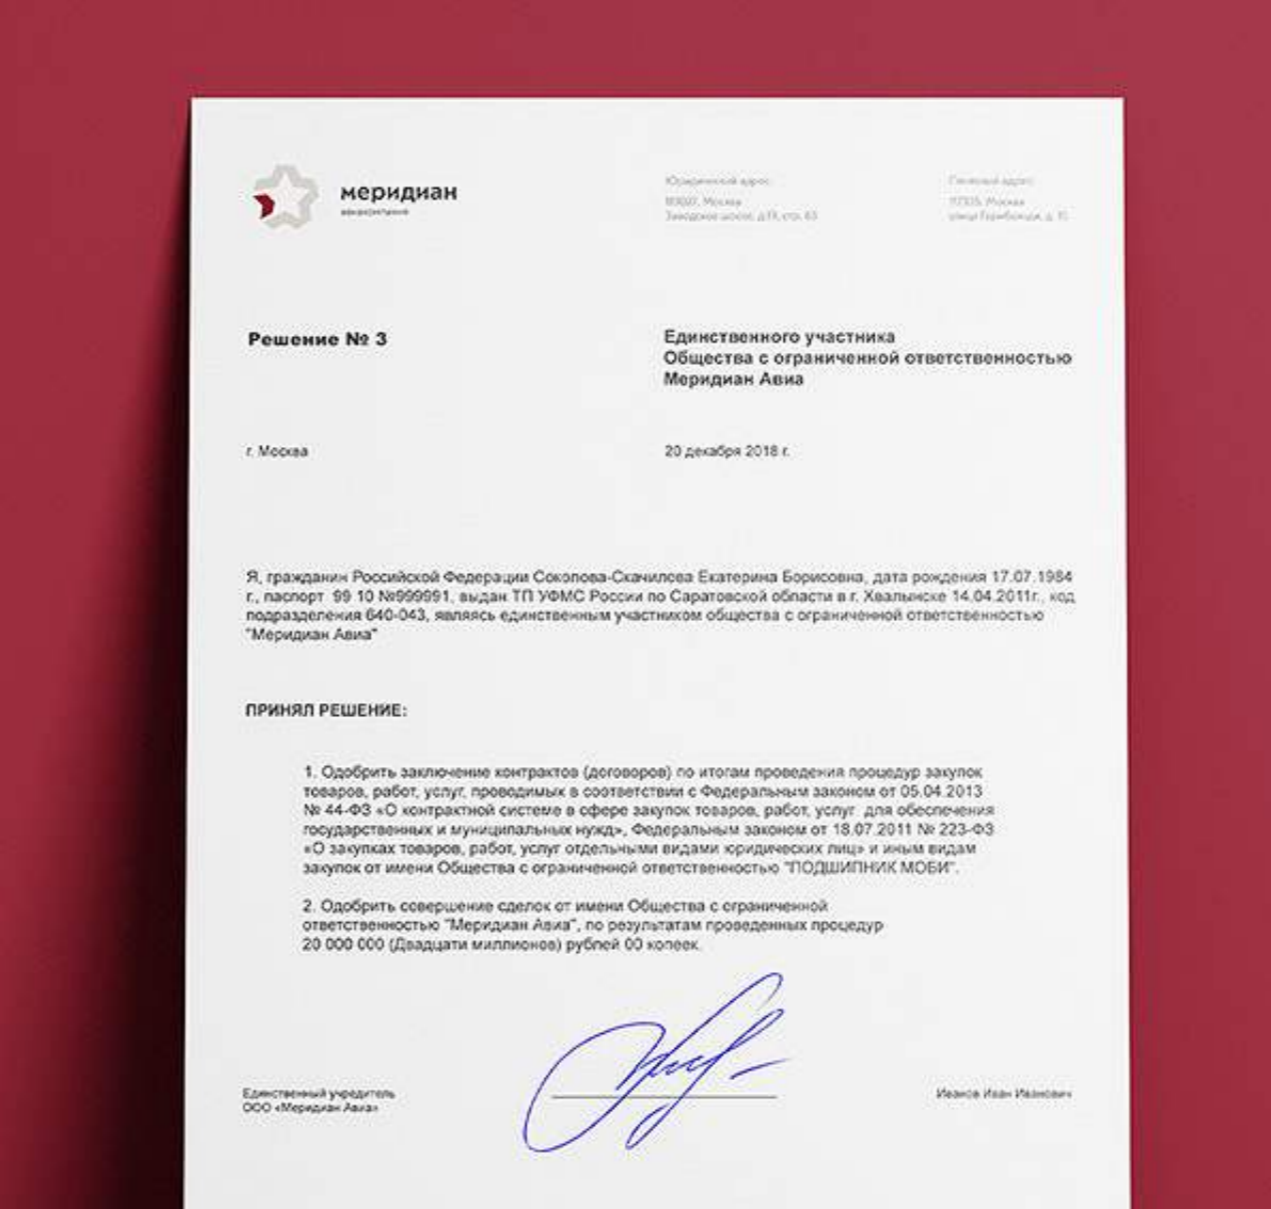 меридиан
авиакомпания
Юридический адрес:
Москва
Москва
Решение № 3
Единственного участника
Общества с ограниченной ответственностью
Меридиан Авиа
г. Москва
20 декабря 2018 г.
Я, гражданин Российской Федерации Соколова-Скачилова Екатерина Борисовна, дата рождения 17.07.1984
г., паспорт 99 10 №999991, выдан ТП УФМС России по Саратовской области в г. Хвалынске 14.04.2011г., код
подразделения 640-043, являясь единственным участником общества с ограниченной ответственностью
"Меридиан Авиа"
ПРИНЯЛ РЕШЕНИЕ:
1. Одобрить заключение контрактов (договоров) по итогам проведения процедур закупок
товаров, работ, услуг, проводимых в соответствии с Федеральным законом от 05.04.2013
№ 44-ФЗ «О контрактной системе в сфере закупок товаров, работ, услуг для обеспечения
государственных и муниципальных нужд», Федеральным законом от 18.07.2011 № 223-ФЗ
«О закупках товаров, работ, услуг отдельными видами юридических лиц» и иным видам
закупок от имени Общества с ограниченной ответственностью "ПОДШИПНИК МОБИ".
2. Одобрить совершение сделок от имени Общества с ограниченной
ответственностью "Меридиан Авиа", по результатам проведенных процедур
20 000 000 (Двадцати миллионов) рублей 00 копеек.
Единственный учредитель
ООО «Меридиан Авиа»
Иванов Иван Иванович